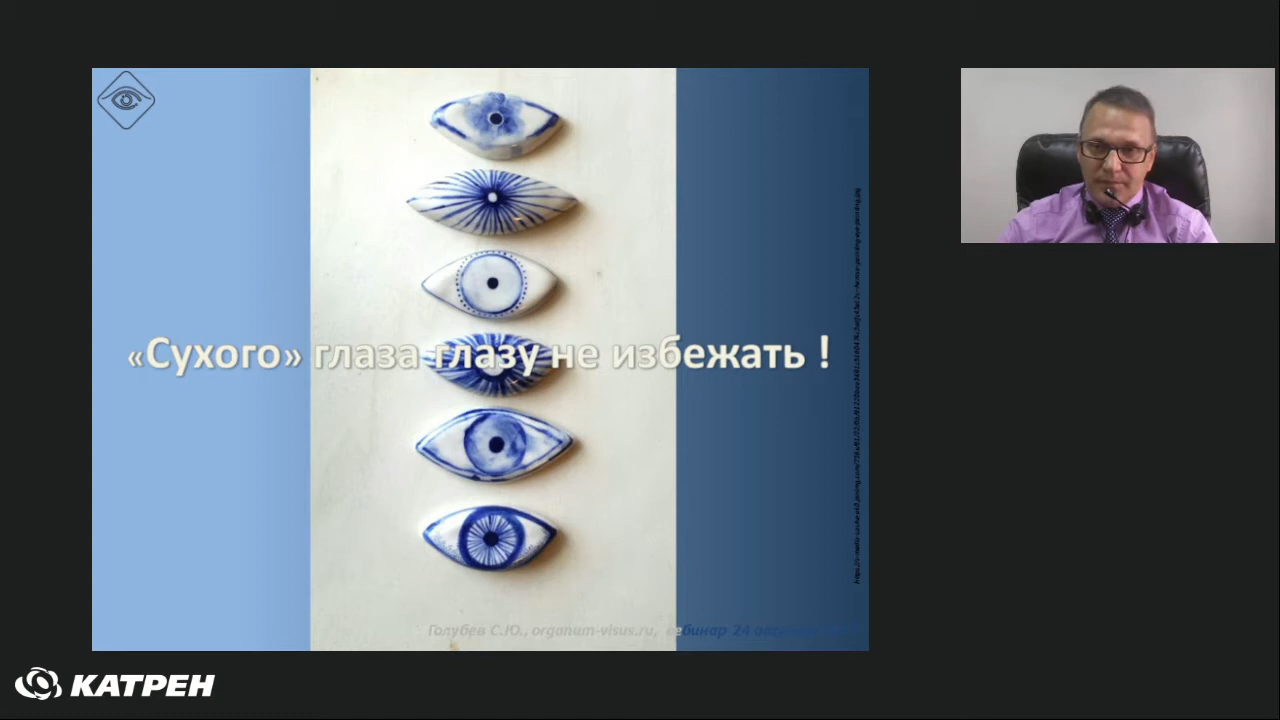 «Сухого» глаза глазу не избежать !
Голубев С.Ю., organum-visus.ru, вебинар 24
КАТРЕН